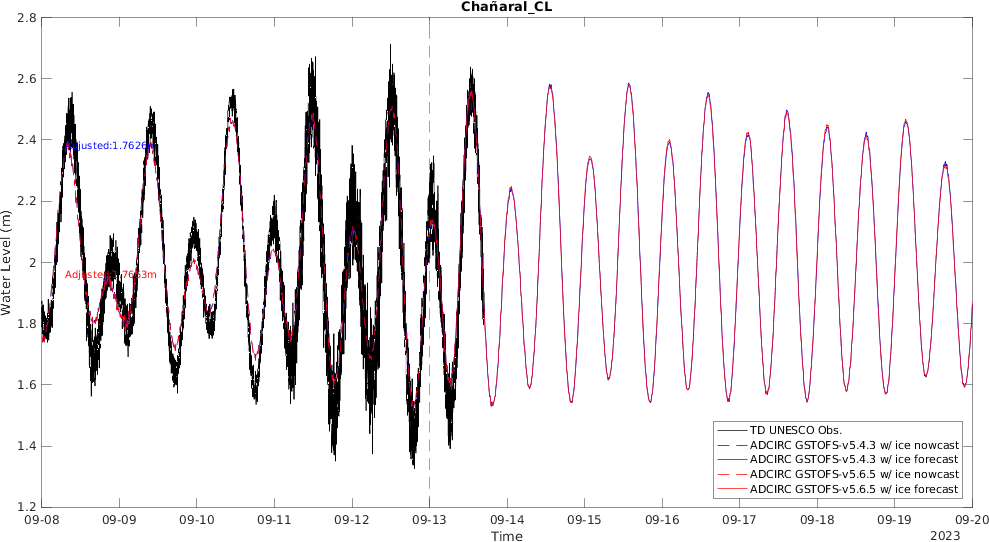 Chañaral_CL
2.8
2.6
2.4
2.2
2
1.8
1.6
1.4
1.2
Water Level (m)
Adjusted:1.7626m
TD UNESCO Obs.
ADCIRC GSTOFS-v5.4.3 w/ ice nowcast
ADCIRC GSTOFS-v5.4.3 w/ ice forecast
ADCIRC GSTOFS-v5.6.5 w/ ice nowcast
ADCIRC GSTOFS-v5.6.5 w/ ice forecast
09-08 09-09 09-10 09-11 09-12 09-13 09-14 09-15 09-16 09-17 09-18 09-19 09-20
Time
2023